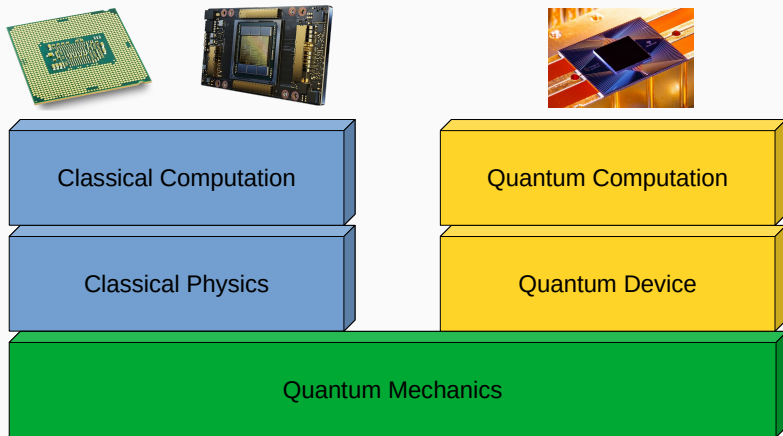 Classical Computation
Quantum Computation
Classical Physics
Quantum Device
Quantum Mechanics